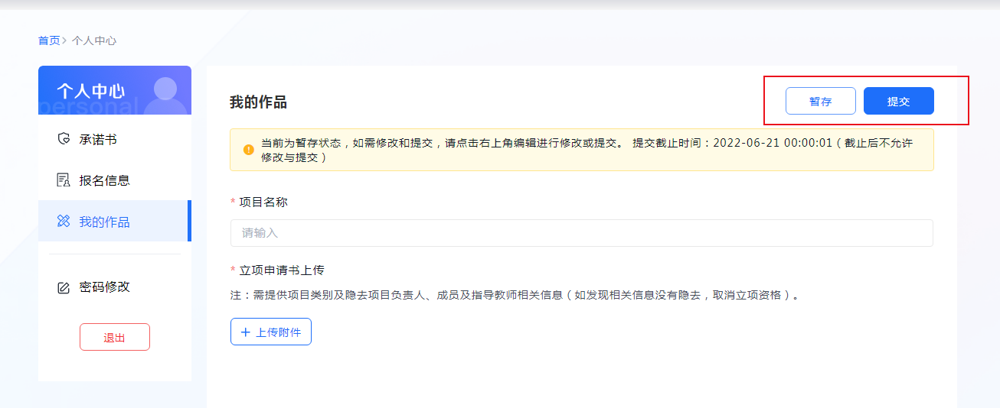 首页> 个人中心
个人中心
personal
承诺书
报名信息
我的作品
密码修改
退出
我的作品
暂存
提交
当前为暂存状态，如需修改和提交，请点击右上角编辑进行修改或提交。 提交截止时间：2022-06-21 00:00:01（截止后不允许
修改与提交）
* 项目名称
请输入
* 立项申请书上传
注：需提供项目类别及隐去项目负责人、成员及指导教师相关信息（如发现相关信息没有隐去，取消立项资格）。
+ 上传附件